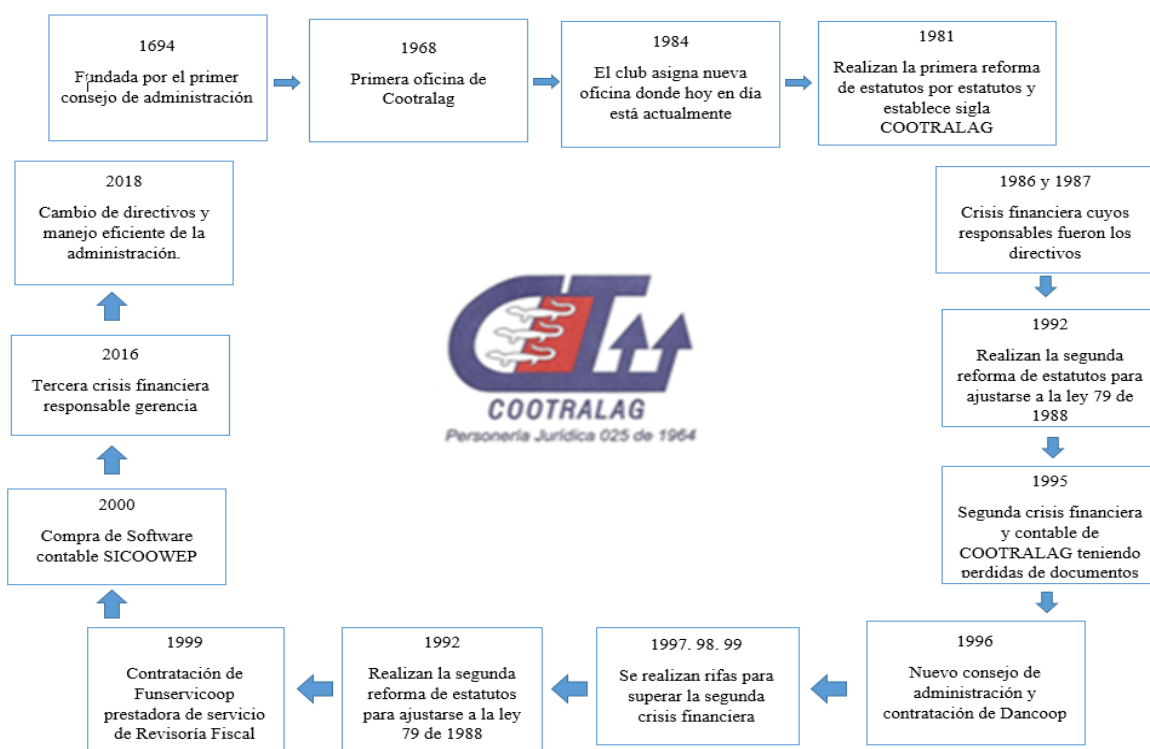 1694
Fundada por el primer
consejo de administración
1968
Primera oficina de
Cootralag
1984
El club asigna nueva
oficina donde hoy en día
está actualmente
1981
Realizan la primera reforma
de estatutos por estatutos y
establece sigla
COOTRALAG
1986 y 1987
Crisis financiera cuyos
responsables fueron los
directivos
1992
Realizan la segunda
reforma de estatutos para
ajustarse a la ley 79 de
1988
1995
Segunda crisis financiera
y contable de
COOTRALAG teniendo
perdidas de documentos
1996
Nuevo consejo de
administración y
contratación de Dancoop
1997. 98. 99
Se realizan rifas para
superar la segunda
crisis financiera
1992
Realizan la segunda
reforma de estatutos
para ajustarse a la ley
79 de 1988
1999
Contratación de
Funservicoop
prestadora de servicio
de Revisoría Fiscal
2000
Compra de Software
contable SICOOWEP
2016
Tercera crisis financiera
responsable gerencia
2018
Cambio de directivos y
manejo eficiente de la
administración.
COOTRALAG
Personería Jurídica 025 de 1964